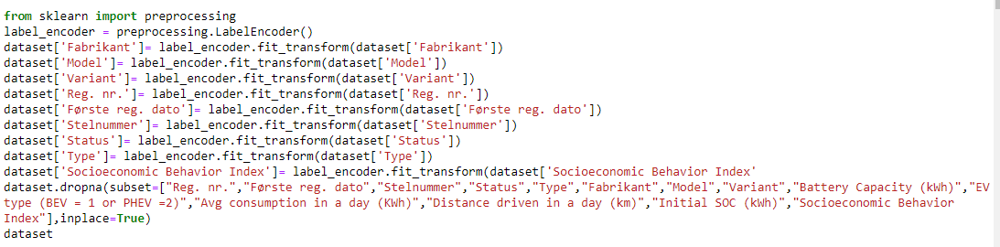 from sklearn import preprocessing
label_encoder = preprocessing.LabelEncoder()
dataset['Fabrikant']= label_encoder.fit_transform(dataset['Fabrikant'])
dataset['Model']= label_encoder.fit_transform(dataset['Model'])
dataset['Variant']= label_encoder.fit_transform(dataset['Variant'])
dataset['Reg. nr.']= label_encoder.fit_transform(dataset['Reg. nr.'])
dataset['Første reg. dato']= label_encoder.fit_transform(dataset['Første reg. dato'])
dataset['Stelnummer']= label_encoder.fit_transform(dataset['Stelnummer'])
dataset['Status']= label_encoder.fit_transform(dataset['Status'])
dataset['Type']= label_encoder.fit_transform(dataset['Type'])
dataset['Socioeconomic Behavior Index']= label_encoder.fit_transform(dataset['Socioeconomic Behavior Index'
dataset.dropna(subset=["Reg. nr.","Første reg. dato","Stelnummer","Status","Type","Fabrikant","Model","Variant","Battery Capacity (kWh)","EV
type (BEV = 1 or PHEV =2)","Avg consumption in a day (KWh)","Distance driven in a day (km)","Initial SOC (kWh)","Socioeconomic Behavior
Index"],inplace=True)
dataset